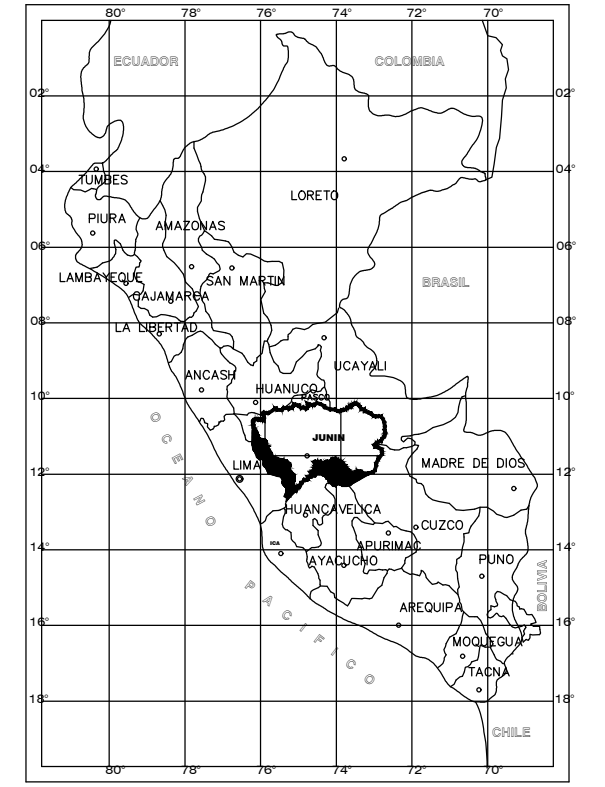 80° 78° 76° 74° 72° 70°
ECUADOR COLOMBIA
02° 02°
04° 04°
TUMBES
LORETO
PIURA AMAZONAS
06° 06°
LAMBAYEQUE SAN MARTIN BRASIL
CAJAMARCA
08° LA LIBERTAD 08°
UCAYALI
ANCASH
HUANUCO
10° PASCO 10°
OCEANO
JUNIN
LIMA MADRE DE DIOS
12° 12°
HUANCAVELICA
CUZCO
ICA APURIMAC
14° 14°
AYACUCHO PUNO
BOLIVIA
PACIFICO
AREQUIPA
16° 16°
MOQUEGUA
TACNA
18° 18°
CHILE
80° 78° 76° 74° 72° 70°